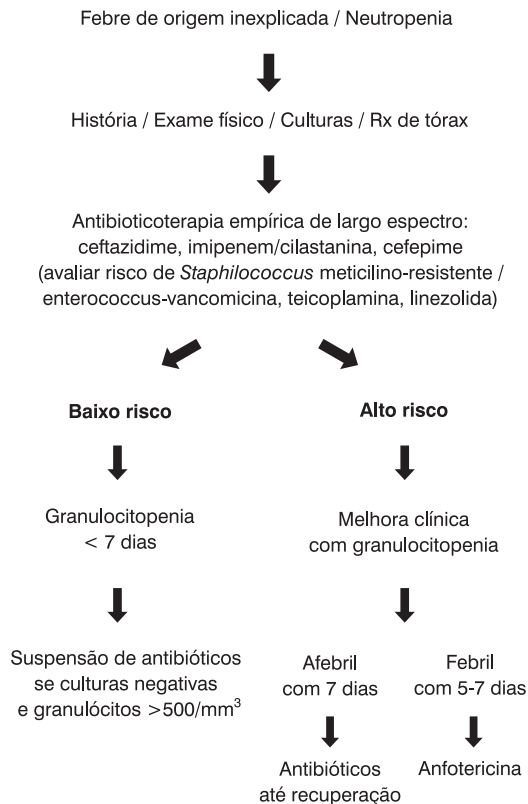 Febre de origem inexplicada / Neutropenia
História / Exame físico / Culturas / Rx de tórax
Antibioticoterapia empírica de largo espectro:
ceftazidime, imipenem/cilastanina, cefepime
(avaliar risco de Staphilococcus meticilino-resistente /
enterococcus-vancomicina, teicoplamina, linezolida)
Baixo risco
Granulocitopenia
< 7 dias
Suspensão de antibióticos
se culturas negativas
e granulócitos >500/mm³
Alto risco
Melhora clínica
com granulocitopenia
Afebril
com 7 dias
Antibióticos
até recuperação
Febril
com 5-7 dias
Anfotericina